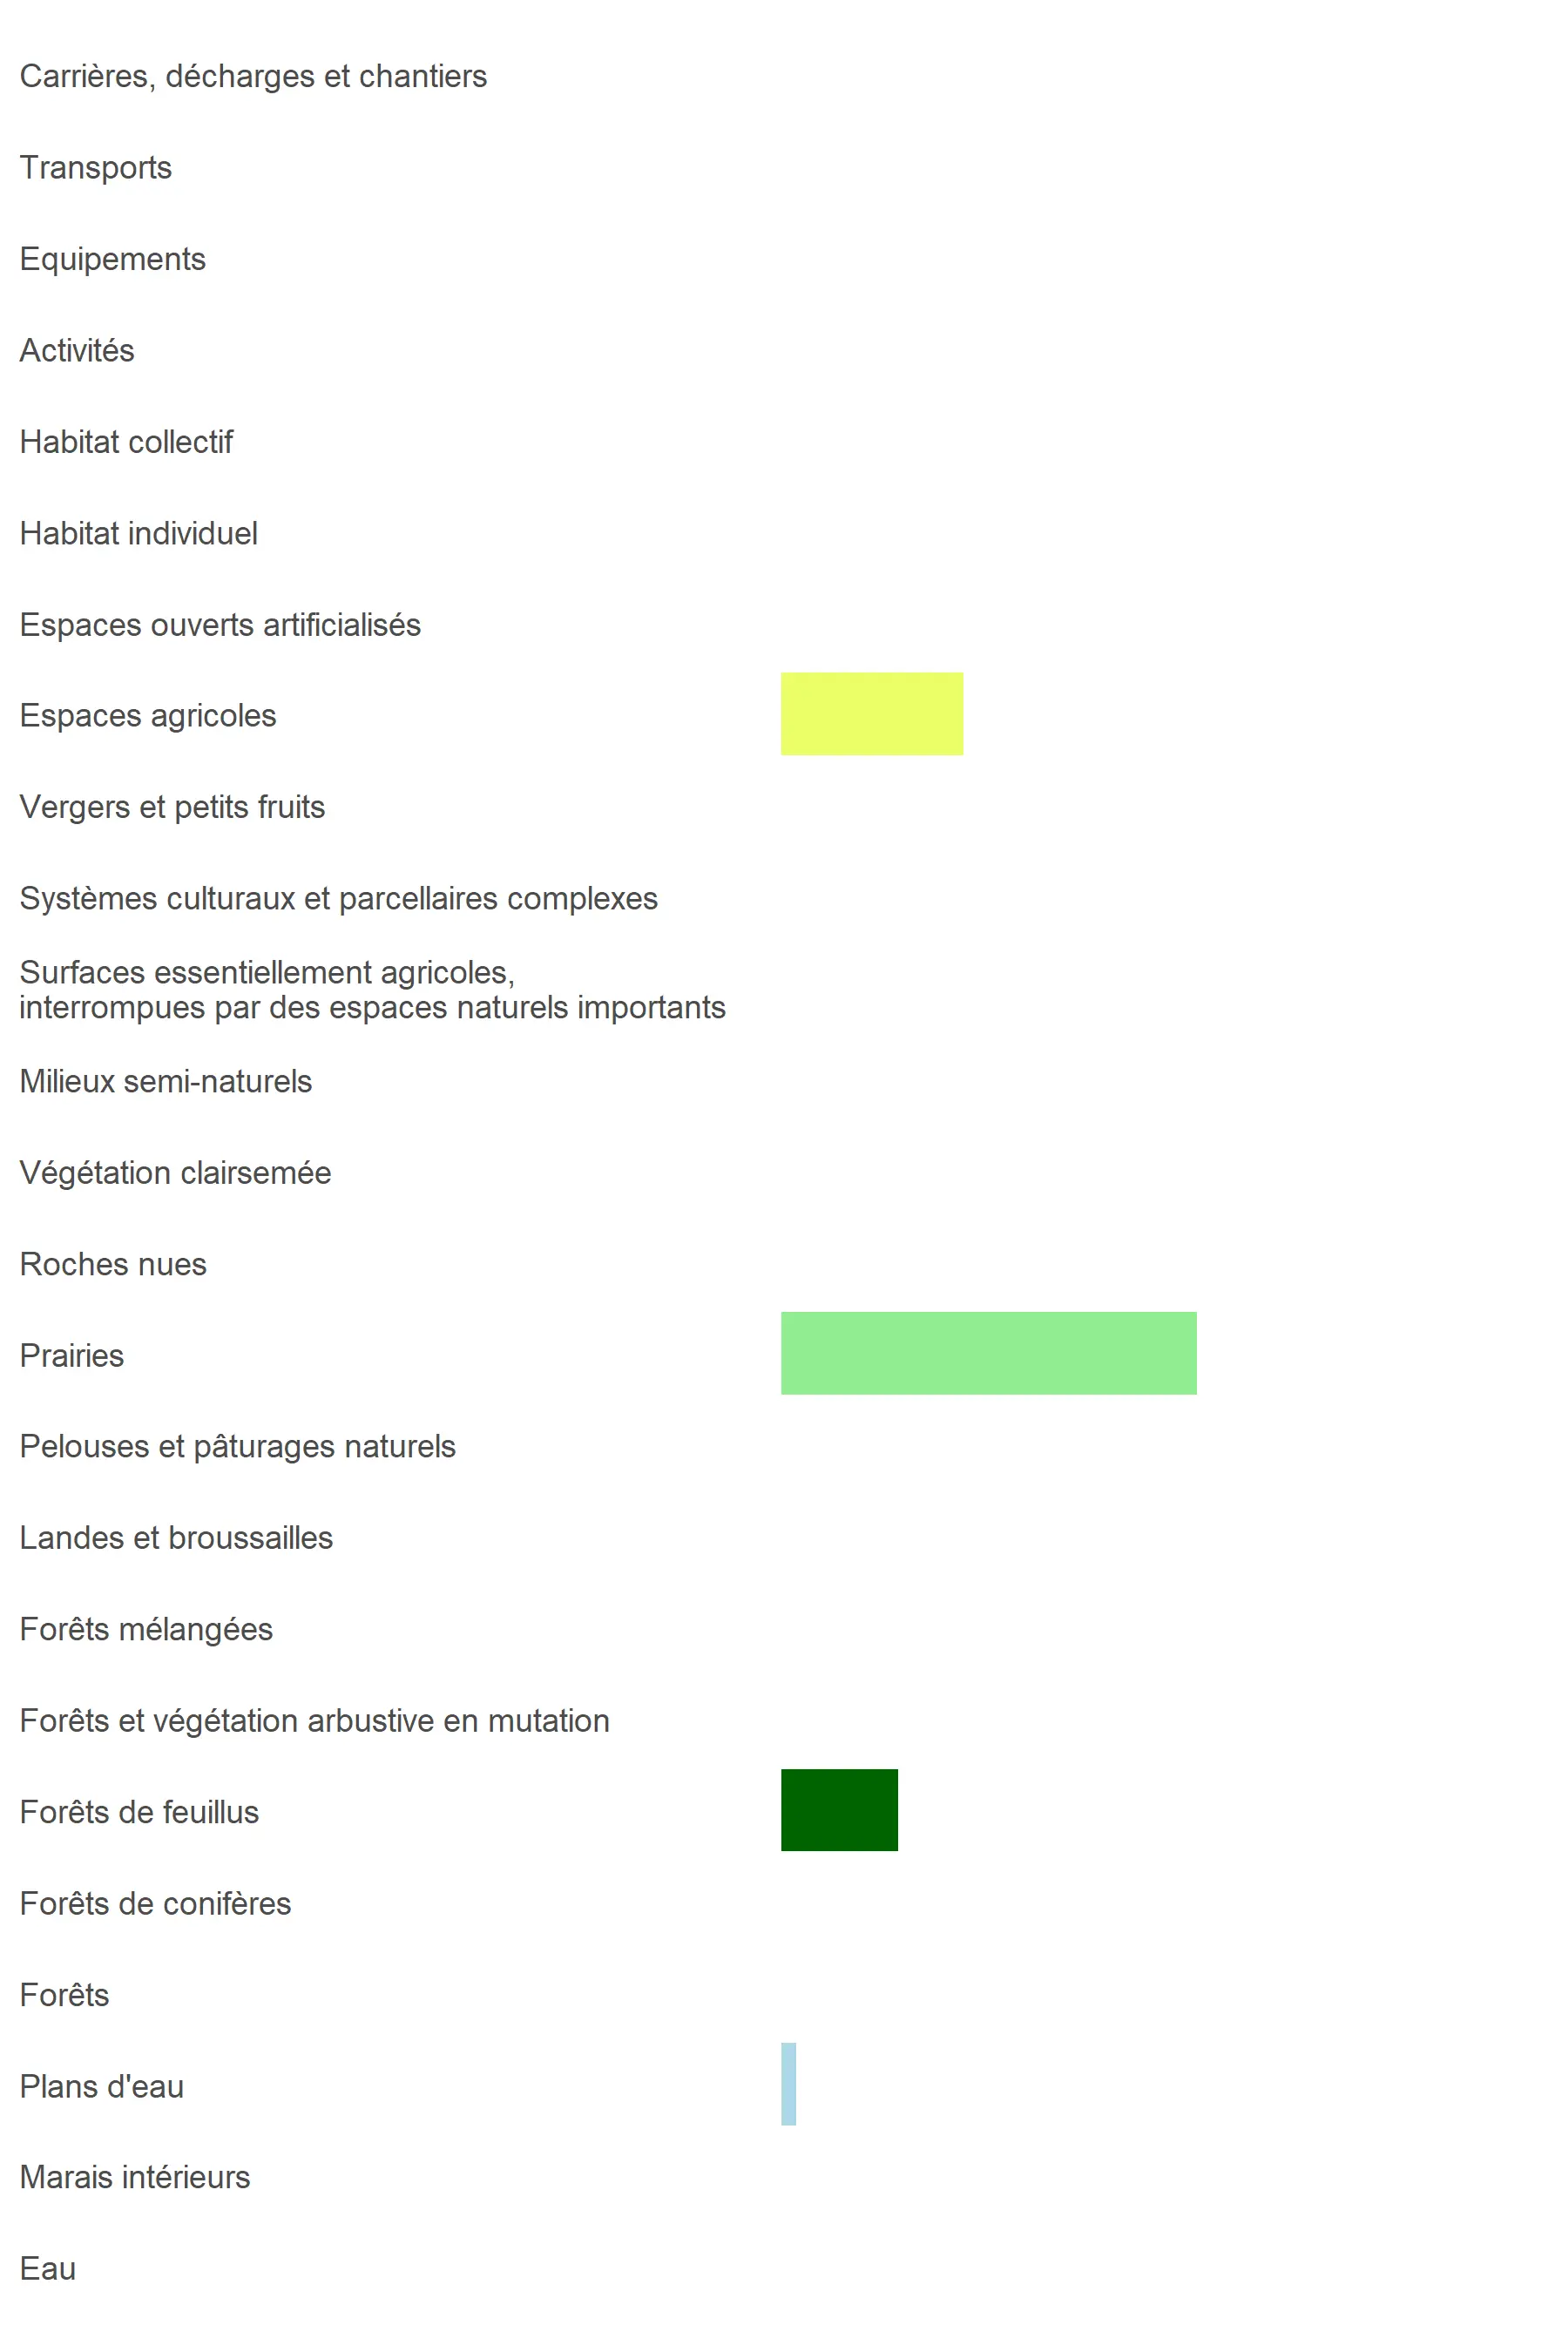 Carrières, décharges et chantiers
Transports
Equipements
Activités
Habitat collectif
Habitat individuel
Espaces ouverts artificialisés
Espaces agricoles
Vergers et petits fruits
Systèmes culturaux et parcellaires complexes
Surfaces essentiellement agricoles,
interrompues par des espaces naturels importants
Milieux semi-naturels
Végétation clairsemée
Roches nues
Prairies
Pelouses et pâturages naturels
Landes et broussailles
Forêts mélangées
Forêts et végétation arbustive en mutation
Forêts de feuillus
Forêts de conifères
Forêts
Plans d'eau
Marais intérieurs
Eau